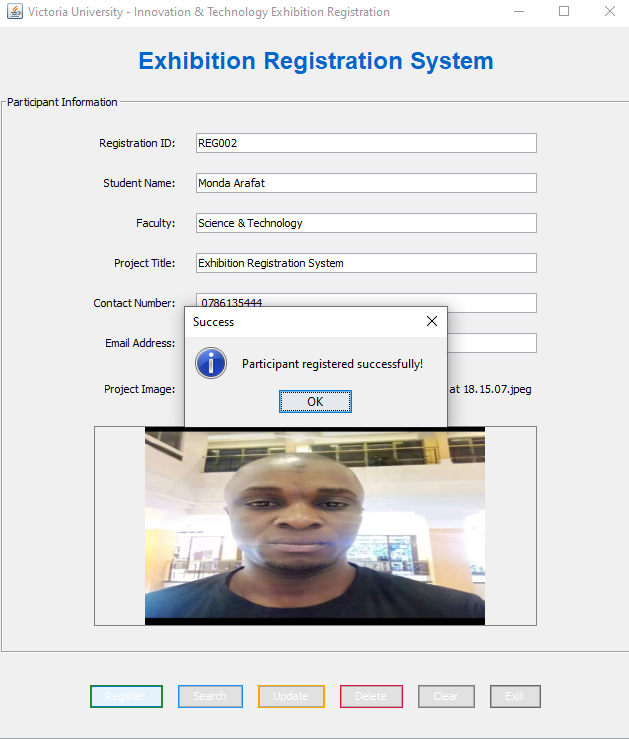 Victoria University - Innovation & Technology Exhibition Registration
Exhibition Registration System
Participant Information
Registration ID: REG002
Student Name: Monda Arafat
Faculty: Science & Technology
Project Title: Exhibition Registration System
Contact Number: 0786135444
Success
Email Address:
Participant registered successfully!
Project Image: at 18.15.07.jpeg
OK
Register Search Update Delete Clear Exit